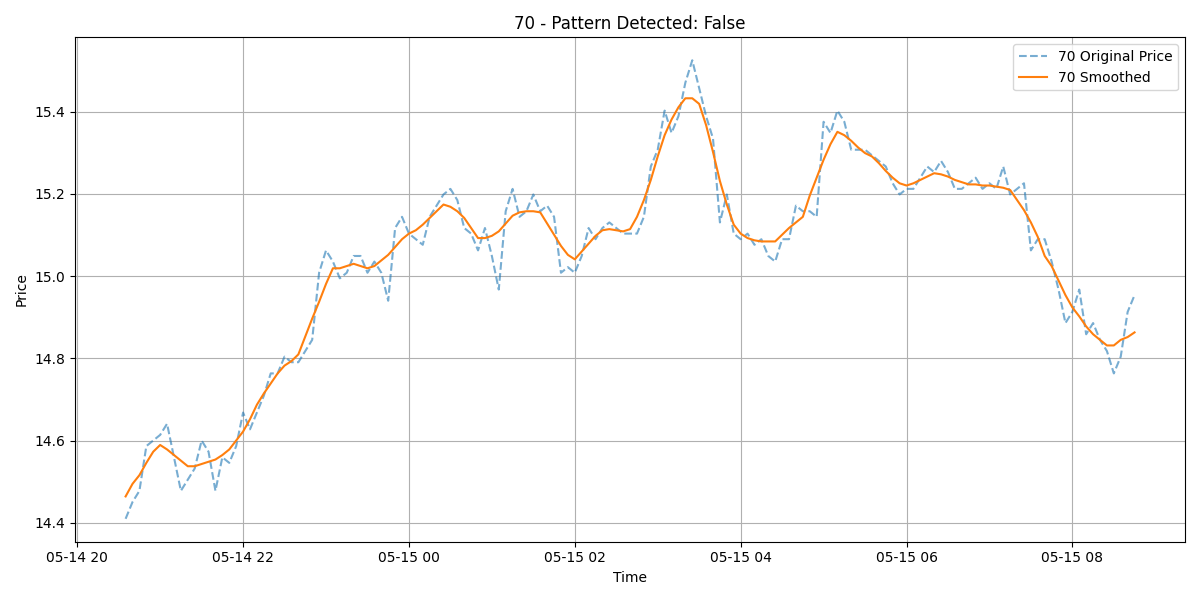 70 - Pattern Detected: False
70 Original Price
70 Smoothed
Price
15.4
15.2
15.0
14.8
14.6
14.4
05-14 20
05-14 22
05-15 00
05-15 02
05-15 04
05-15 06
05-15 08
Time